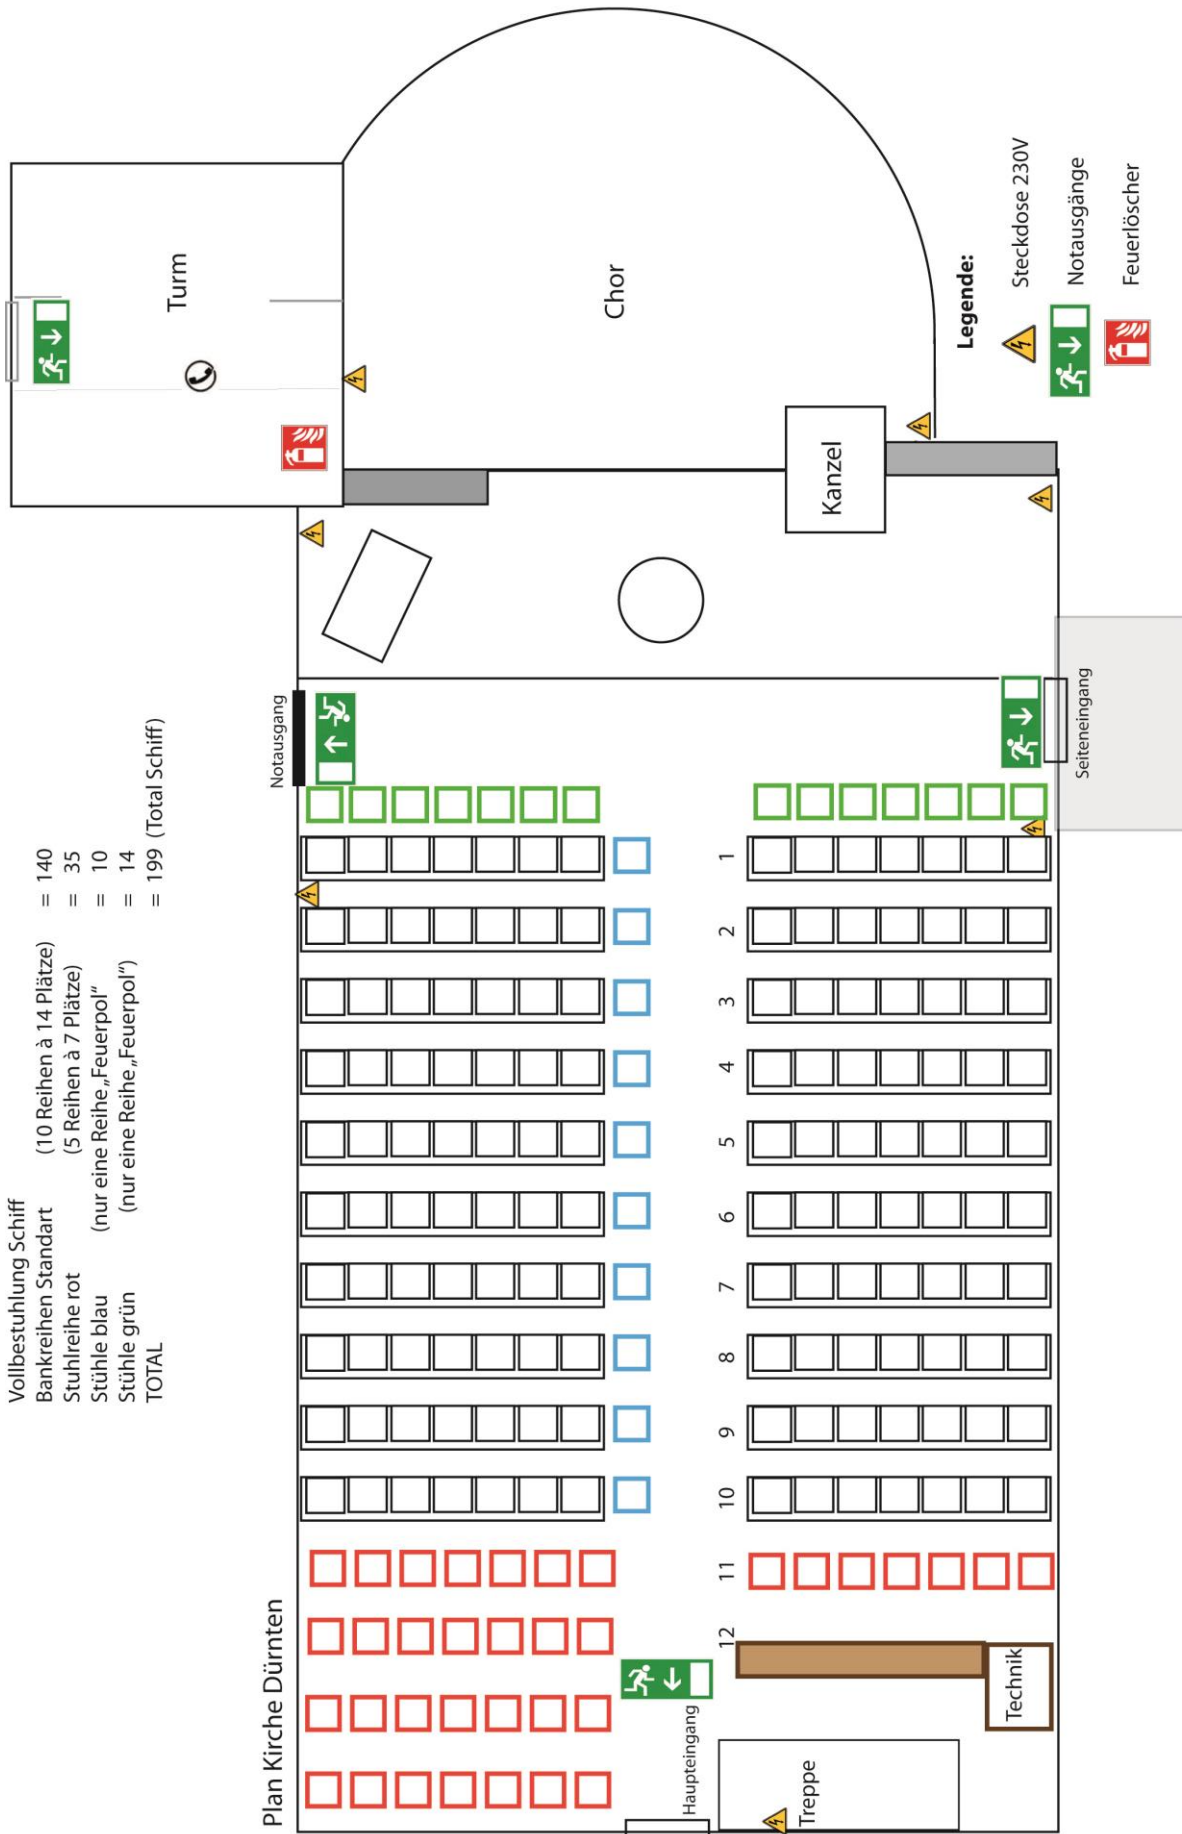 Vollbestuhlung Schiff
Bankreihen Standart (10 Reihen à 14 Plätze) = 140
Stuhlreihe rot (5 Reihen à 7 Plätze) = 35
Stühle blau (nur eine Reihe „Feuerpol" = 10
Stühle grün (nur eine Reihe „Feuerpol") = 14
TOTAL = 199 (Total Schiff)
Plan Kirche Dürnten
Turm
Notausgang
Chor
Kanzel
Haupteingang
12 11 10 9 8 7 6 5 4 3 2 1
Treppe
Technik
Seiteneingang
Legende:
Steckdose 230V
Notausgänge
Feuerlöscher